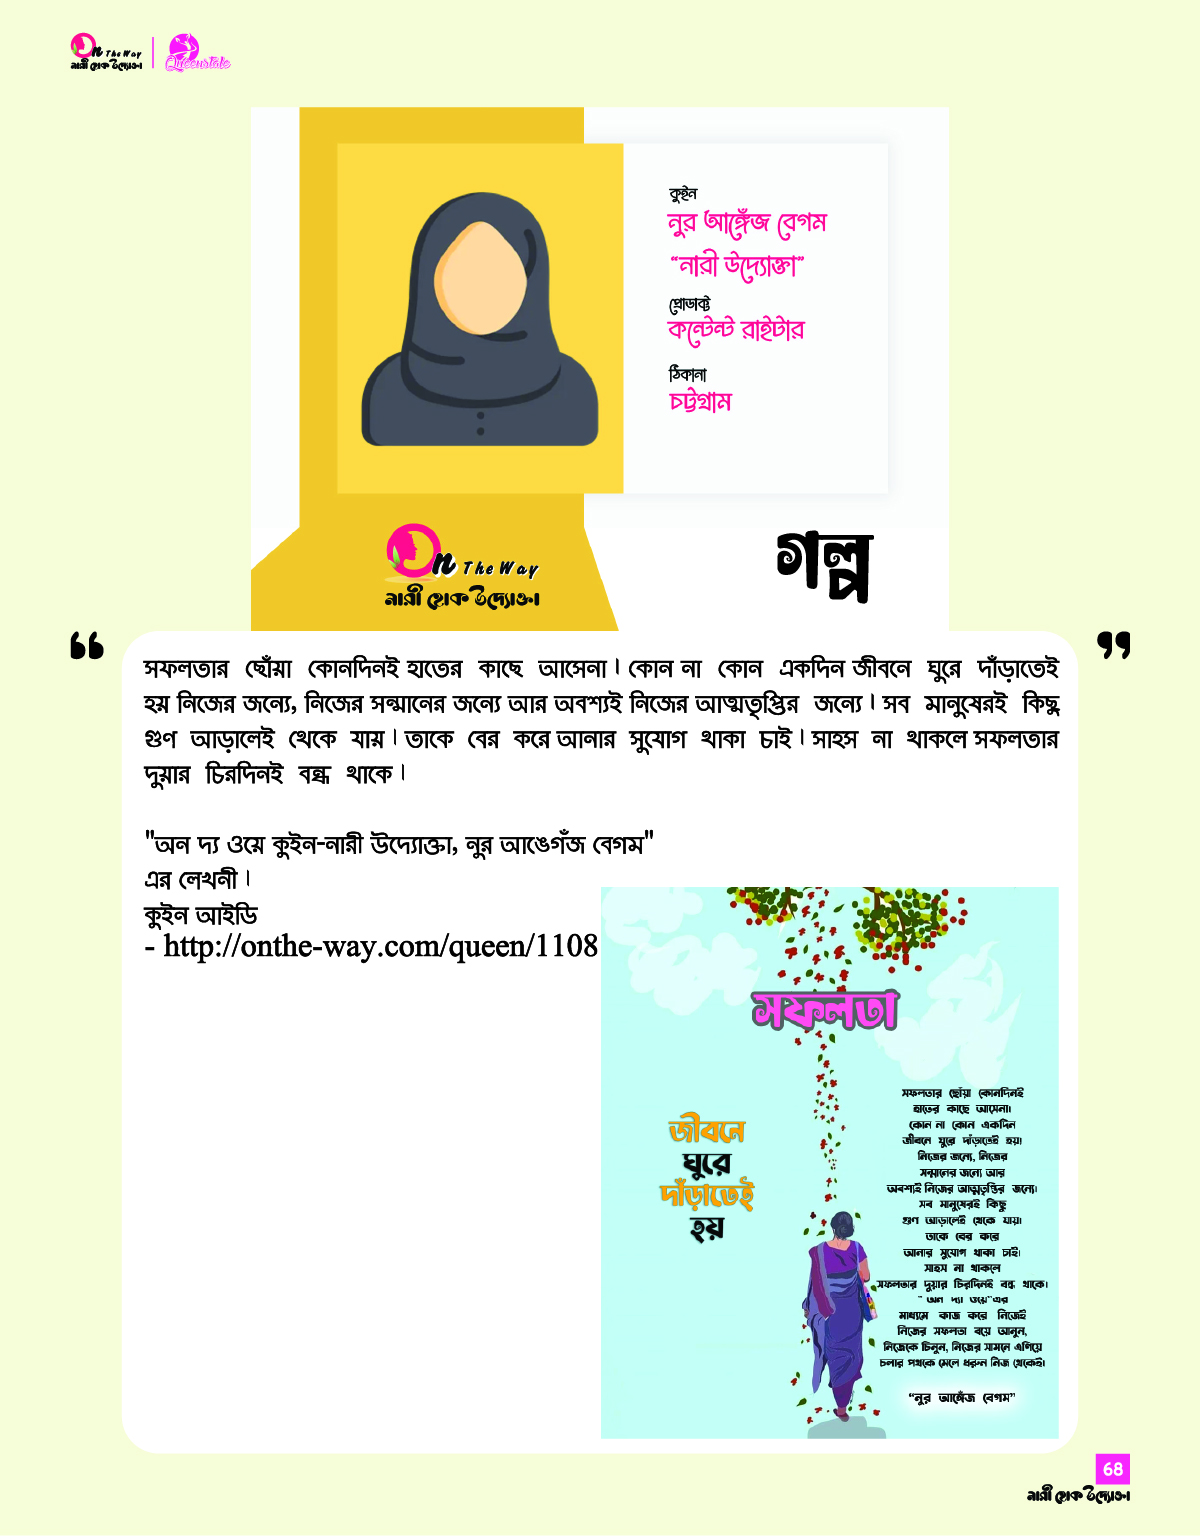 On The Way
নারী হোক উদ্যোক্তা
Queenstale
কুইন
নুর আঙ্গেঁজ বেগম
“নারী উদ্যোক্তা”
প্রোডাক্ট
কন্টেন্ট রাইটার
ঠিকানা
চট্টগ্রাম
On The Way
নারী হোক উদ্যোক্তা
গল্প
“
”
সফলতার ছোঁয়া কোনদিনই হাতের কাছে আসেনা। কোন না কোন একদিন জীবনে ঘুরে দাঁড়াতেই
হয় নিজের জন্যে, নিজের সন্মানের জন্যে আর অবশ্যই নিজের আত্মতৃপ্তির জন্যে। সব মানুষেরই কিছু
গুণ আড়ালেই থেকে যায়। তাকে বের করে আনার সুযোগ থাকা চাই। সাহস না থাকলে সফলতার
দুয়ার চিরদিনই বন্ধ থাকে।
"অন দ্য ওয়ে কুইন-নারী উদ্যোক্তা, নুর আঙেগঁজ বেগম"
এর লেখনী।
কুইন আইডি
- http://onthe-way.com/queen/1108
সফলতা
জীবনে
ঘুরে
দাঁড়াতেই
হয়
সফলতার ছোঁয়া কোনদিনই
হাতের কাছে আসেনা।
কোন না কোন একদিন
জীবনে ঘুরে দাঁড়াতেই হয়।
নিজের জন্যে, নিজের
সন্মানের জন্যে আর
অবশ্যই নিজের আত্মতৃপ্তির জন্যে।
সব মানুষেরই কিছু
গুণ আড়ালেই থেকে যায়।
তাকে বের করে
আনার সুযোগ থাকা চাই।
সাহস না থাকলে
সফলতার দুয়ার চিরদিনই বন্ধ থাকে।
" অন দ্যা ওয়ে"এর
মাধ্যমে কাজ করে নিজেই
নিজের সফলতা বয়ে আনুন,
নিজেকে চিনুন, নিজের সামনে এগিয়ে
চলার পথকে মেলে ধরুন নিজ থেকেই।
“নুর আঙ্গেঁজ বেগম”
68
নারী হোক উদ্যোক্তা